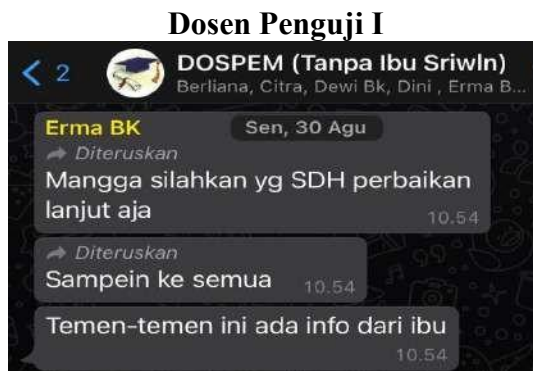 Dosen Penguji I
2
DOSPEM (Tanpa Ibu Sriwln)
Berliana, Citra, Dewi Bk, Dini , Erma B...
Erma BK
Sen, 30 Agu
Diteruskan
Mangga silahkan yg SDH perbaikan
lanjut aja
10.54
Diteruskan
Sampein ke semua
10.54
Temen-temen ini ada info dari ibu
10.54